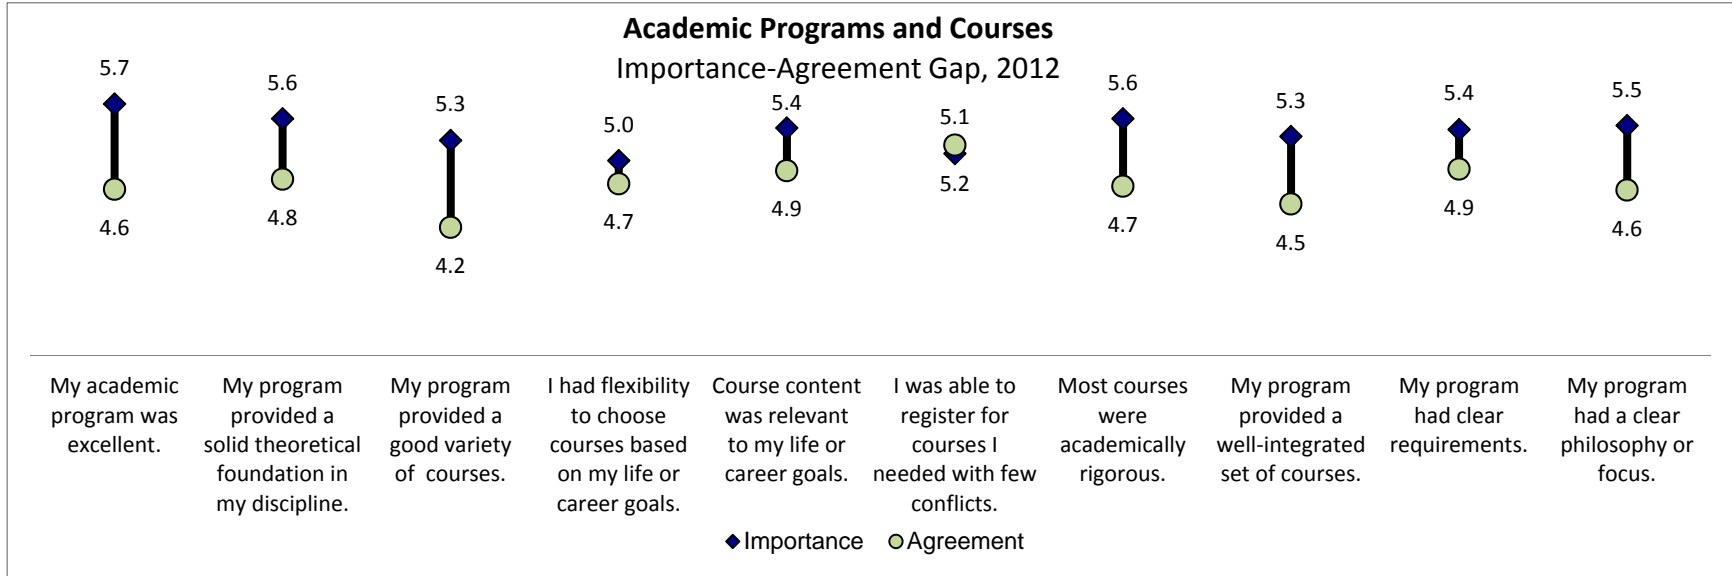 Academic Programs and Courses
Importance-Agreement Gap, 2012
5.7
5.6
5.3
5.0
5.4
5.1
5.6
5.3
5.4
5.5
4.6
4.8
4.2
4.7
4.9
5.2
4.7
4.5
4.9
4.6
My academic
program was
excellent.
My program
provided a
solid theoretical
foundation in
my discipline.
My program
provided a
good variety
of courses.
I had flexibility
to choose
courses based
on my life or
career goals.
Course content
was relevant
to my life or
career goals.
I was able to
register for
courses I
needed with few
conflicts.
Most courses
were
academically
rigorous.
My program
provided a
well-integrated
set of courses.
My program
had clear
requirements.
My program
had a clear
philosophy or
focus.
Importance
Agreement